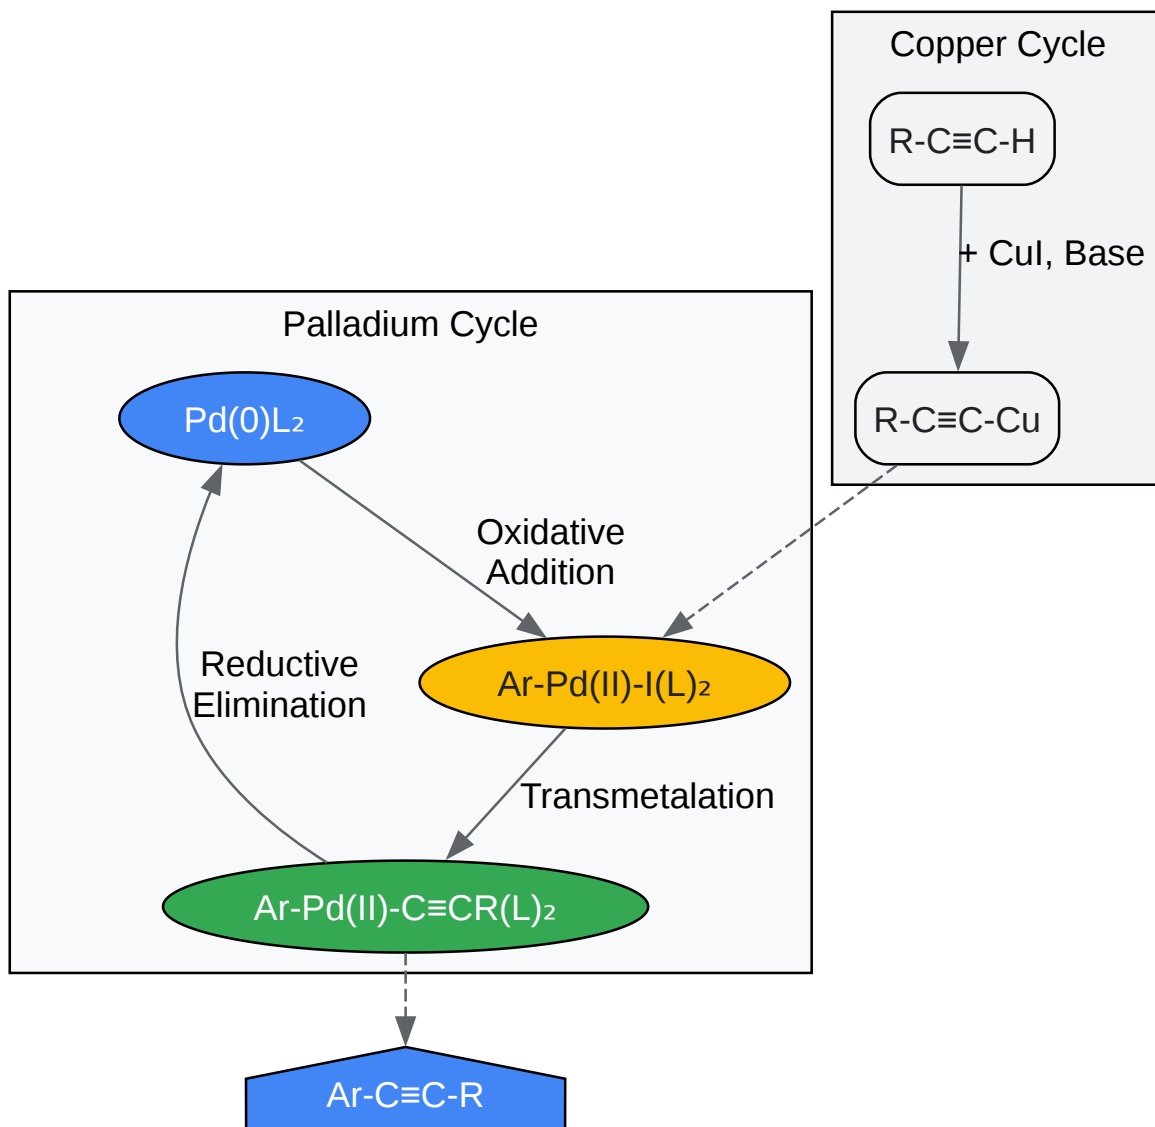 Copper Cycle
R-C≡C-H
+ CuI, Base
Palladium Cycle
Pd(0)L₂
R-C≡C-Cu
Oxidative
Addition
Reductive
Elimination
Ar-Pd(II)-I(L)₂
Transmetalation
Ar-Pd(II)-C≡CR(L)₂
Ar-C≡C-R